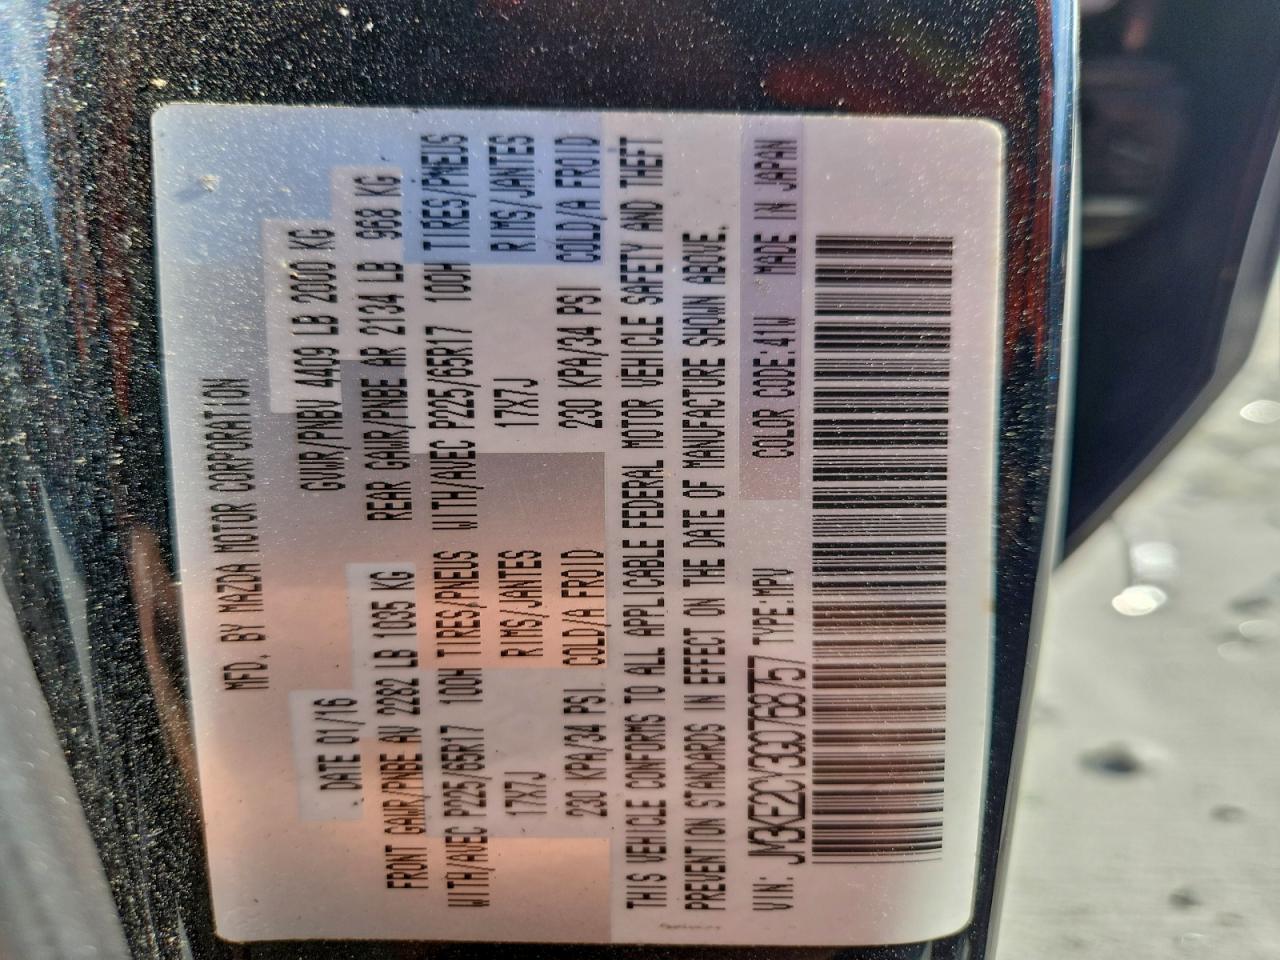 MFD. BY MAZDA MOTOR CORPORATION
DATE 01/16 GVWR/PNBV 4409 LB 2000 KG
FRONT GAWR/PNBE AV 2282 LB 1035 KG REAR GAWR/PNBE AR 2134 LB 968 KG
WITH/AVEC P225/65R17 100H TIRES/PNEUS WITH/AVEC P225/65R17 100H TIRES/PNEUS
17X7J RIMS/JANTES 17X7J RIMS/JANTES
230 KPA/34 PSI COLD/A FROID 230 KPA/34 PSI COLD/A FROID
THIS VEHICLE CONFORMS TO ALL APPLICABLE FEDERAL MOTOR VEHICLE SAFETY AND THEFT
PREVENTION STANDARDS IN EFFECT ON THE DATE OF MANUFACTURE SHOWN ABOVE.
VIN: JM3KE2CY3G0768757 TYPE:MPV COLOR CODE:41W MADE IN JAPAN